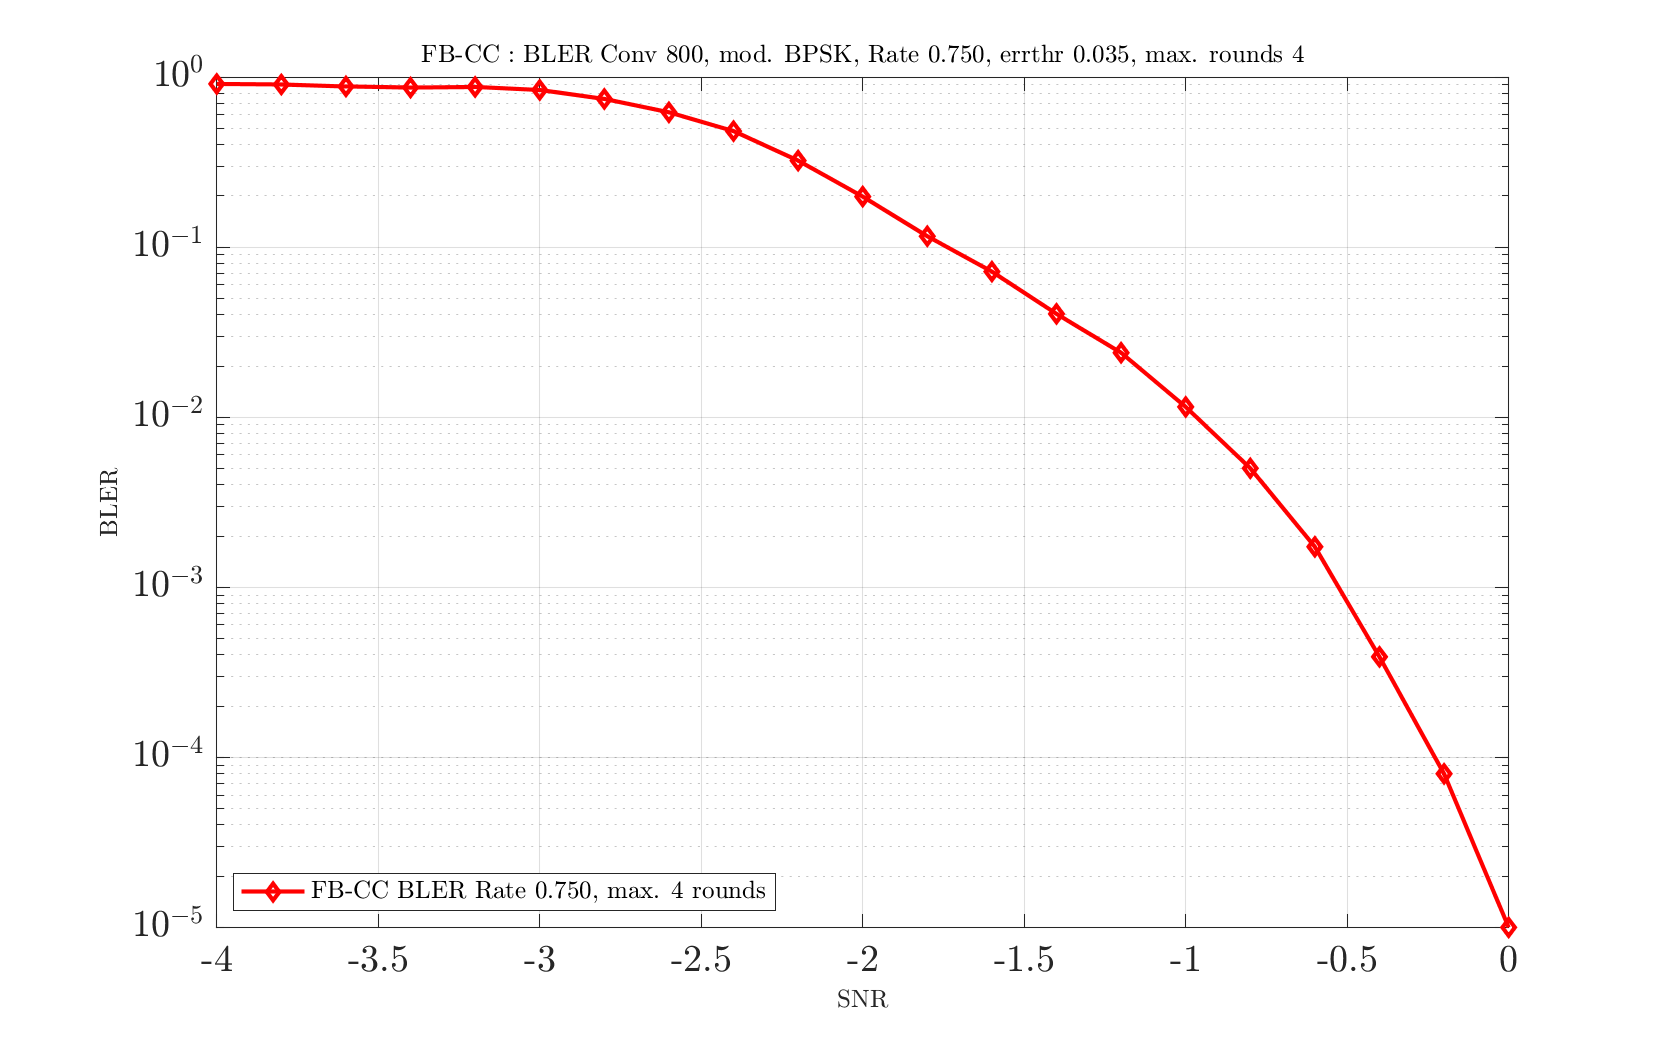 FB-CC : BLER Conv 800, mod. BPSK, Rate 0.750, errthr 0.035, max. rounds 4
10^0
10^−1
10^−2
10^−3
10^−4
10^−5
BLER
FB-CC BLER Rate 0.750, max. 4 rounds
-4 -3.5 -3 -2.5 -2 -1.5 -1 -0.5 0
SNR